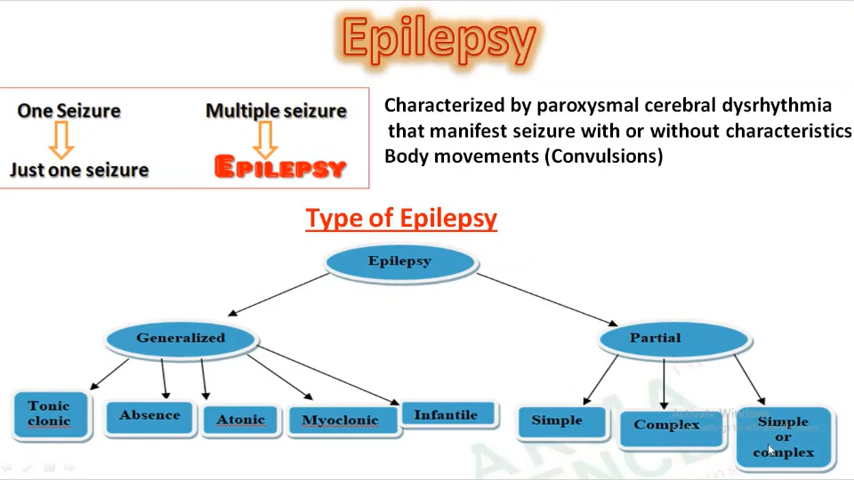 Epilepsy
One Seizure
Just one seizure
Multiple seizure
EPILEPSY
Characterized by paroxysmal cerebral dysrhythmia
that manifest seizure with or without characteristics
Body movements (Convulsions)
Type of Epilepsy
Epilepsy
Generalized
Partial
Tonic
clonic
Absence
Atonic
Myoclonic
Infantile
Simple
Complex
Simple
or
complex
Activate Windows